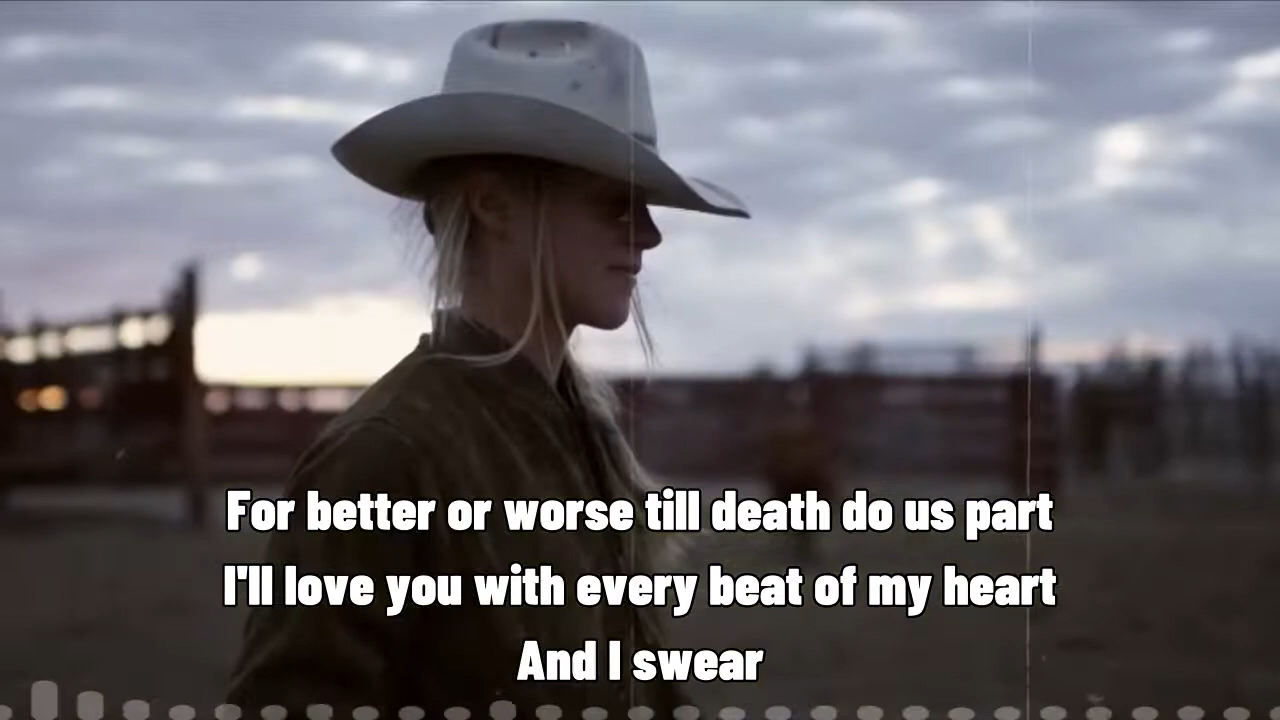 For better or worse till death do us part
I'll love you with every beat of my heart
And I swear